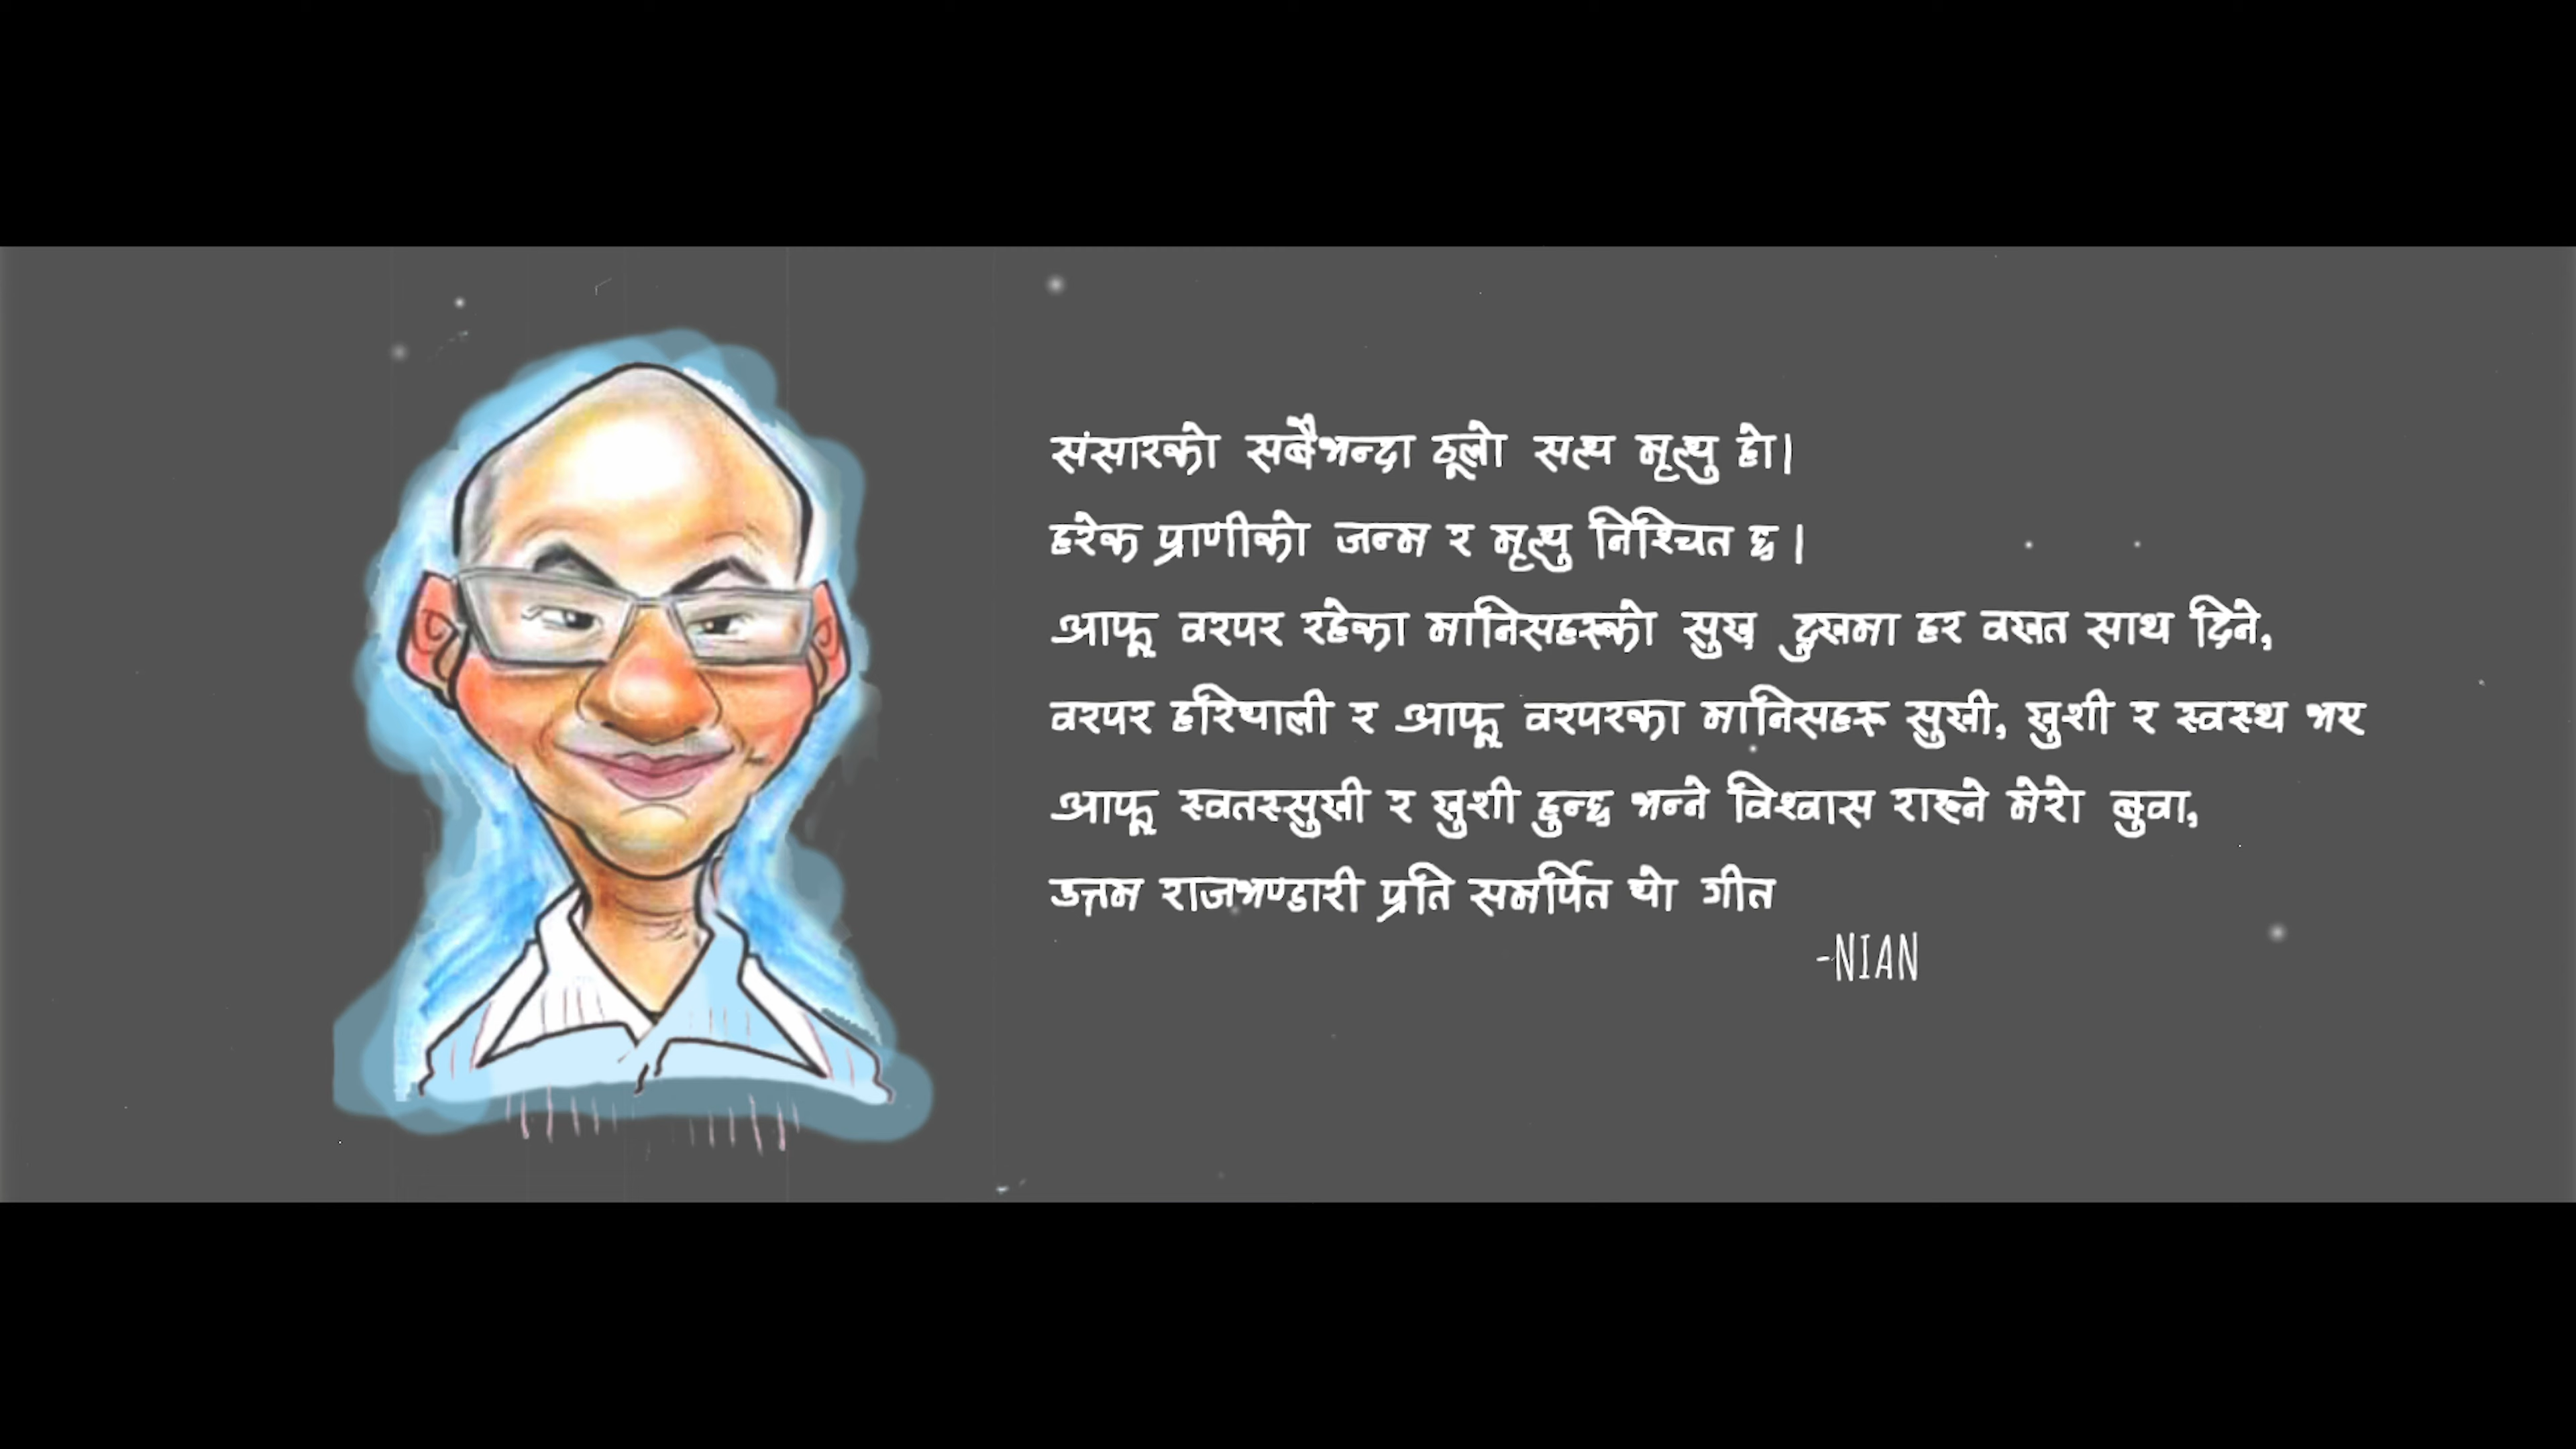 संसारको सबैभन्दा ठूलो सत्य मृत्यु हो।
हरेक प्राणीको जन्म र मृत्यु निश्चित छ।
आफू वरपर रहेका मानिसहरुको सुख दुखमा हर वखत साथ दिने,
वरपर हरियाली र आफू वरपरका मानिसहरु सुखी, खुशी र स्वस्थ भए
आफू स्वतस्सुखी र खुशी हुन्छ भन्ने विश्वास राख्ने मेरो बुवा,
उत्तम राजभण्डारी प्रति समर्पित यो गीत
-NIAN